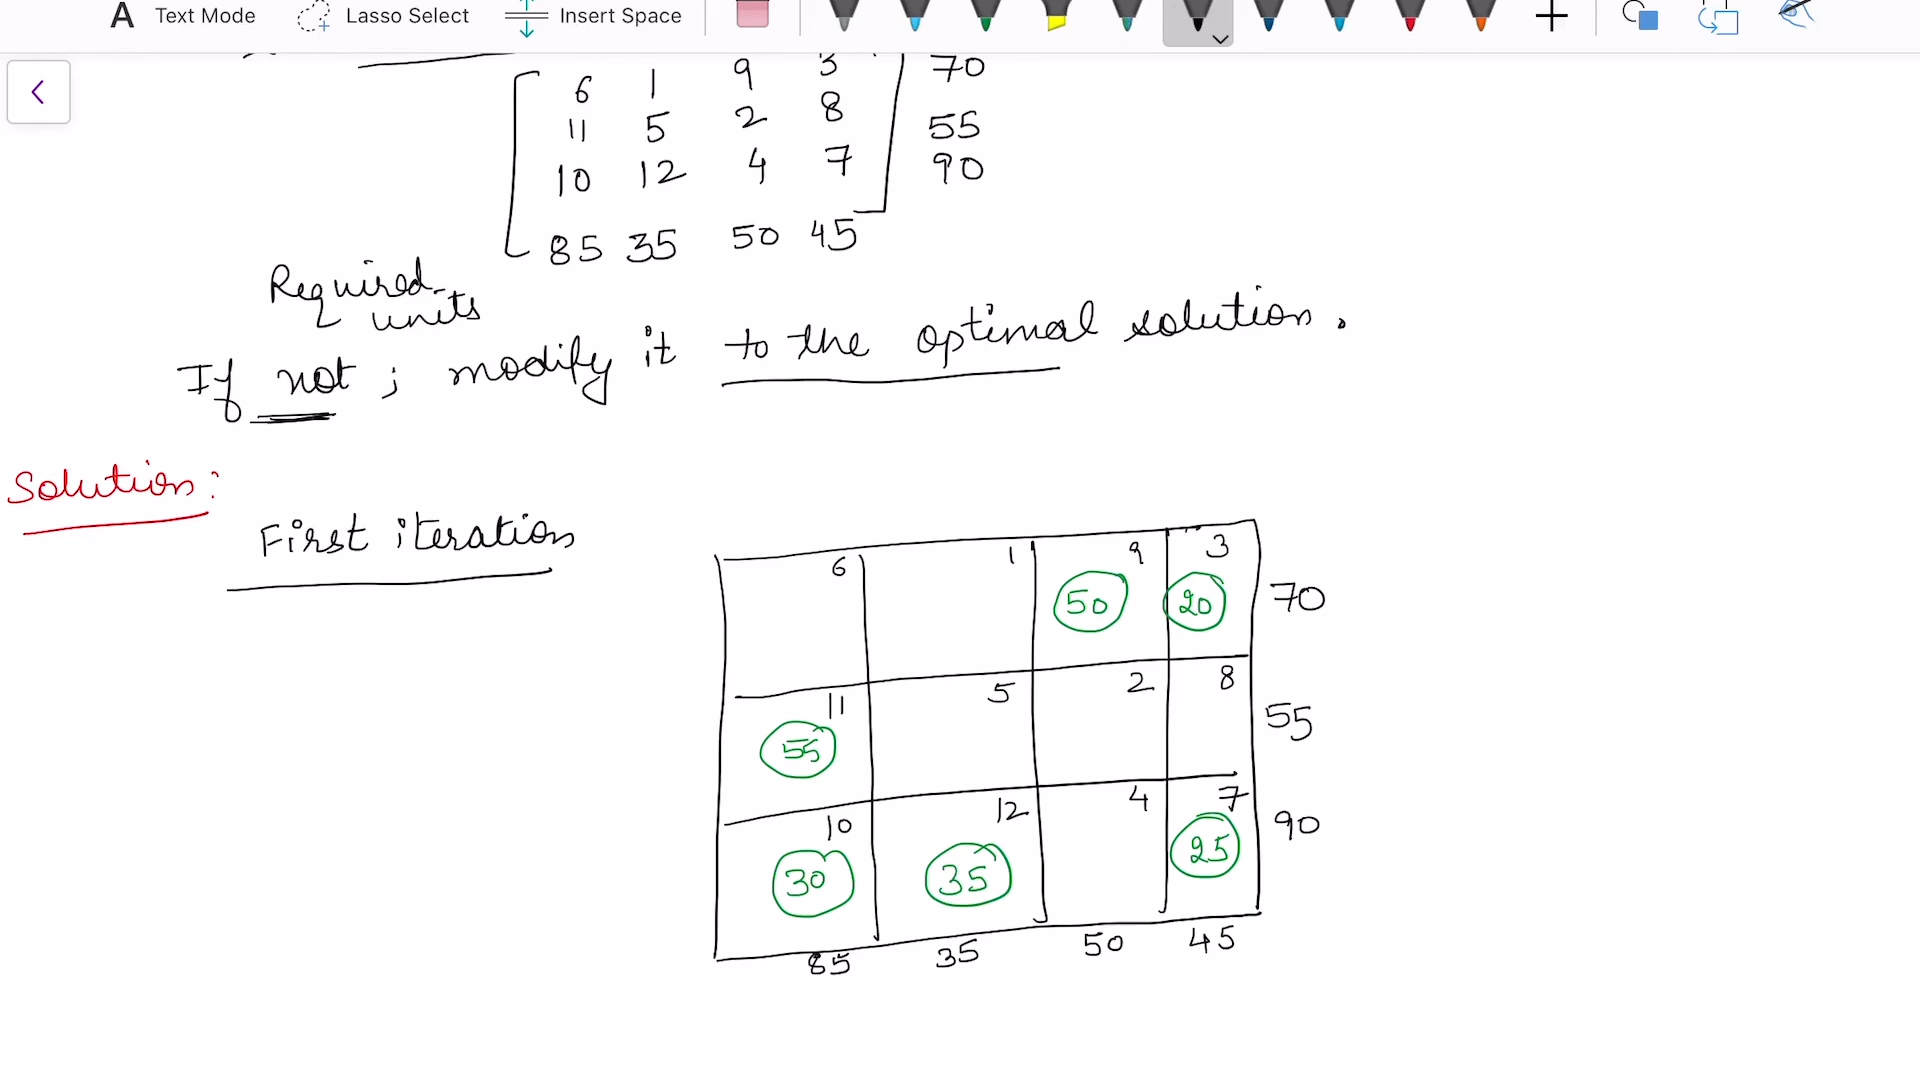 Text Mode Lasso Select Insert Space
6 1 9 3 70
11 5 2 8 55
10 12 4 7 90
85 35 50 45
Required units
If not ; modify it to the optimal solution.
Solution:
First iteration
6 1 9 3
50 20 70
11 5 2 8
55 55
10 12 4 7 90
30 35 25
85 35 50 45